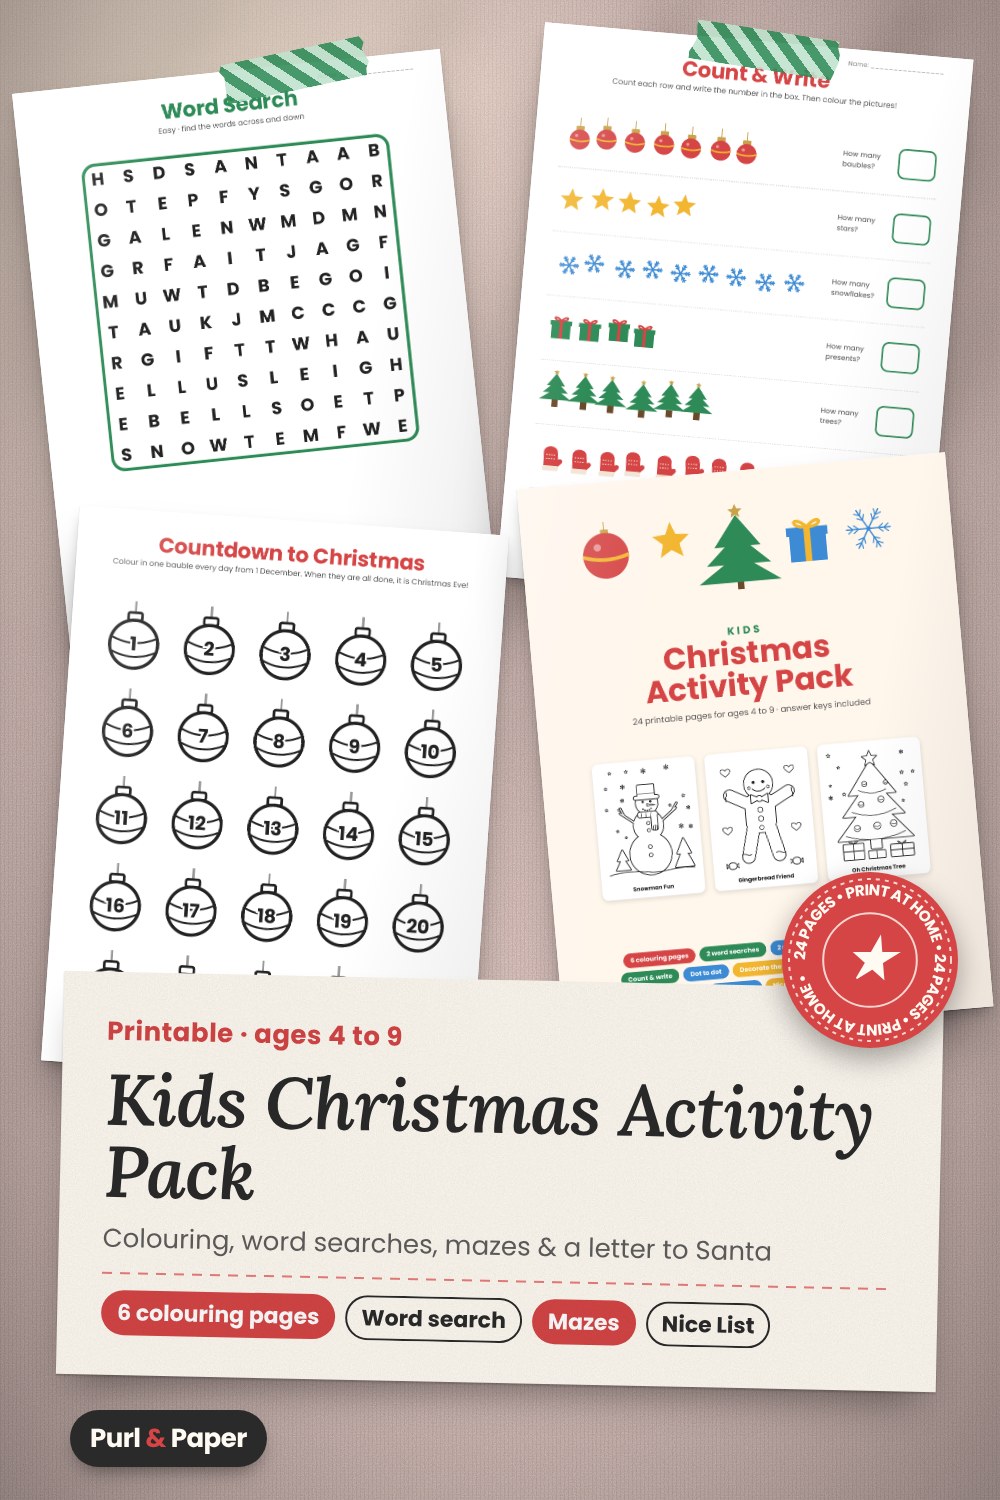 Word Search
Easy · find the words across and down
H S D S A N T A A B
O T E P F Y S G O R
G A L E N W M D M N
G R F A I T J A G F
M U W T D B E G O I
T A U K J M C C C G
R G I F T T W H A U
E L L U S L E I G H
E B E L L S O E T P
S N O W T E M F W E
Name:
Count & Write
Count each row and write the number in the box. Then colour the pictures!
How many
baubles?
How many
stars?
How many
snowflakes?
How many
presents?
How many
trees?
Countdown to Christmas
Colour in one bauble every day from 1 December. When they are all done, it is Christmas Eve!
1 2 3 4 5
6 7 8 9 10
11 12 13 14 15
16 17 18 19 20
KIDS
Christmas
Activity Pack
24 printable pages for ages 4 to 9 · answer keys included
Snowman Fun
Gingerbread Friend
Oh Christmas Tree
6 colouring pages
2 word searches
Count & write
Dot to dot
Decorate the
24 PAGES • PRINT AT HOME • 24 PAGES • PRINT AT HOME •
Printable · ages 4 to 9
Kids Christmas Activity
Pack
Colouring, word searches, mazes & a letter to Santa
6 colouring pages
Word search
Mazes
Nice List
Purl & Paper